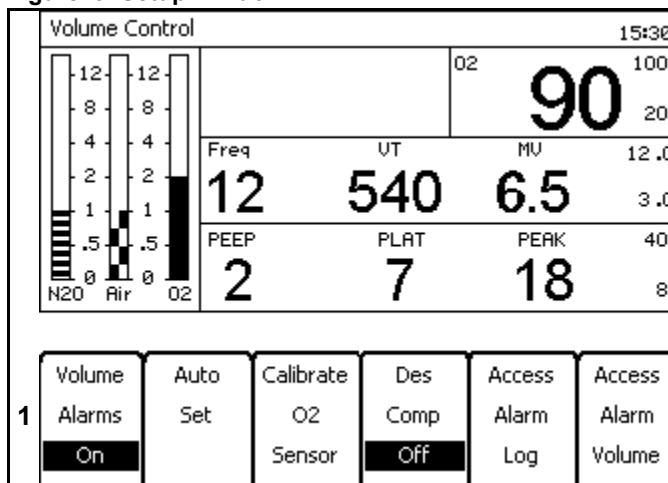 Volume Control 15:30
12 12
8 8
4 4
2 2
1 1
.5 .5
0 0
N2O Air O2
O2 90 100
20
Freq VT MV
12 540 6.5
12.0
3.0
PEEP PLAT PEAK
2 7 18
40
8
1
Volume Alarms On
Auto Set
Calibrate O2 Sensor
Des Comp Off
Access Alarm Log
Access Alarm Volume